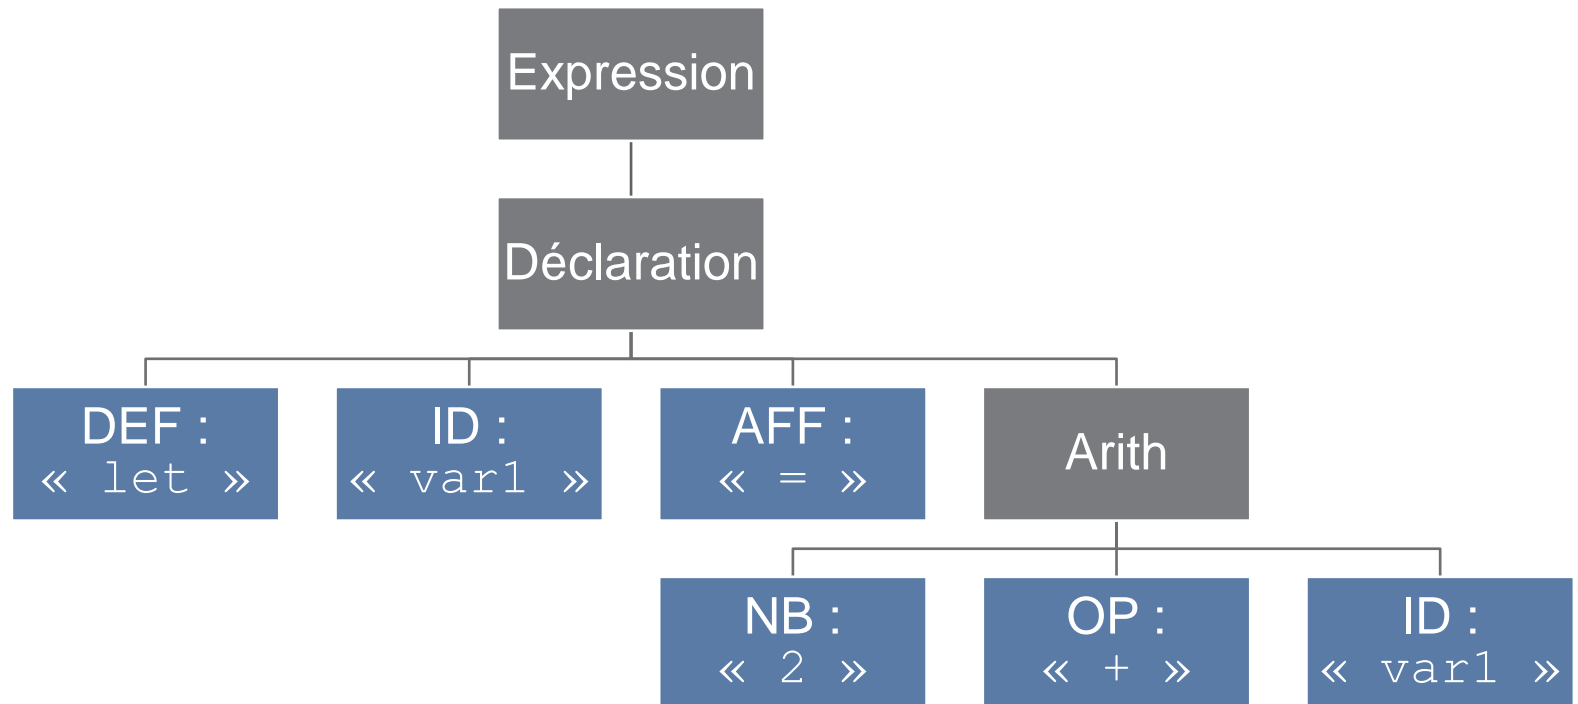 Expression
Déclaration
DEF :
« let »
ID :
« var1 »
AFF :
« = »
Arith
NB :
« 2 »
OP :
« + »
ID :
« var1 »